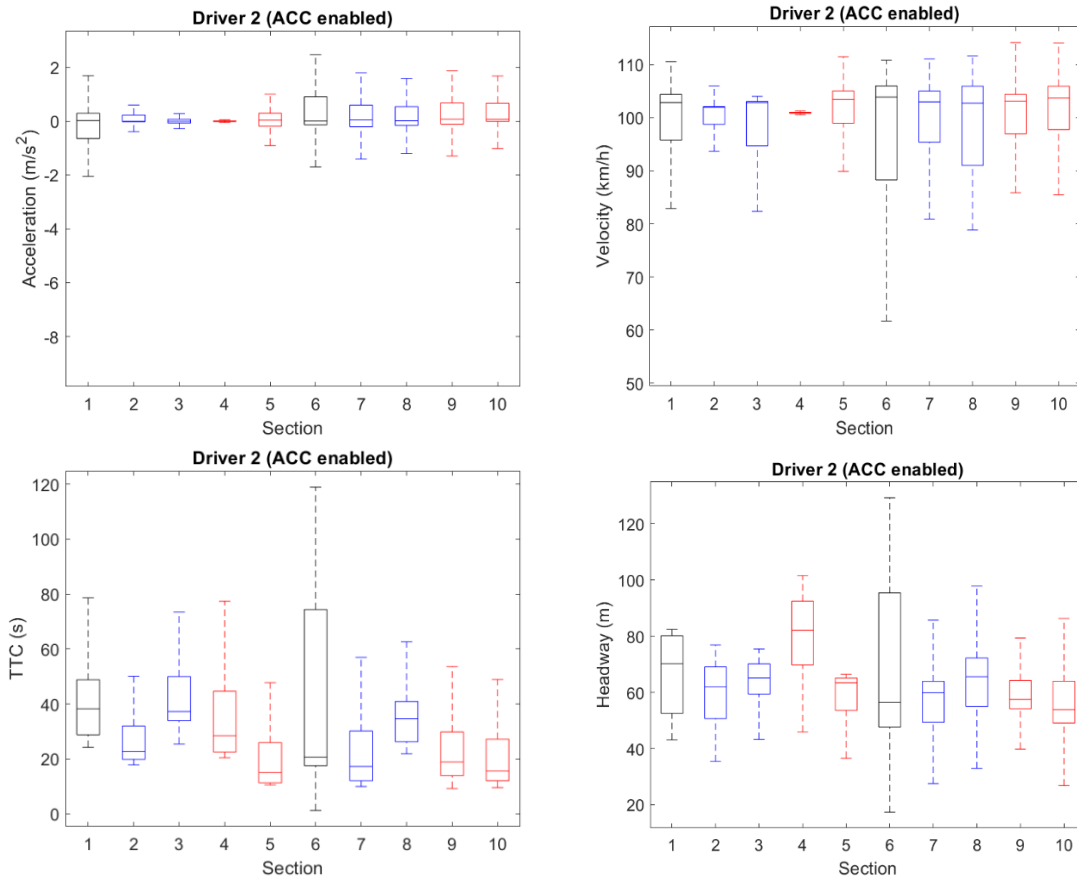 Driver 2 (ACC enabled)
2
0
-2
-4
-6
-8
Acceleration (m/s²)
1 2 3 4 5 6 7 8 9 10
Section
Driver 2 (ACC enabled)
110
100
90
80
70
60
50
Velocity (km/h)
1 2 3 4 5 6 7 8 9 10
Section
Driver 2 (ACC enabled)
120
100
80
60
40
20
0
TTC (s)
1 2 3 4 5 6 7 8 9 10
Section
Driver 2 (ACC enabled)
120
100
80
60
40
20
Headway (m)
1 2 3 4 5 6 7 8 9 10
Section